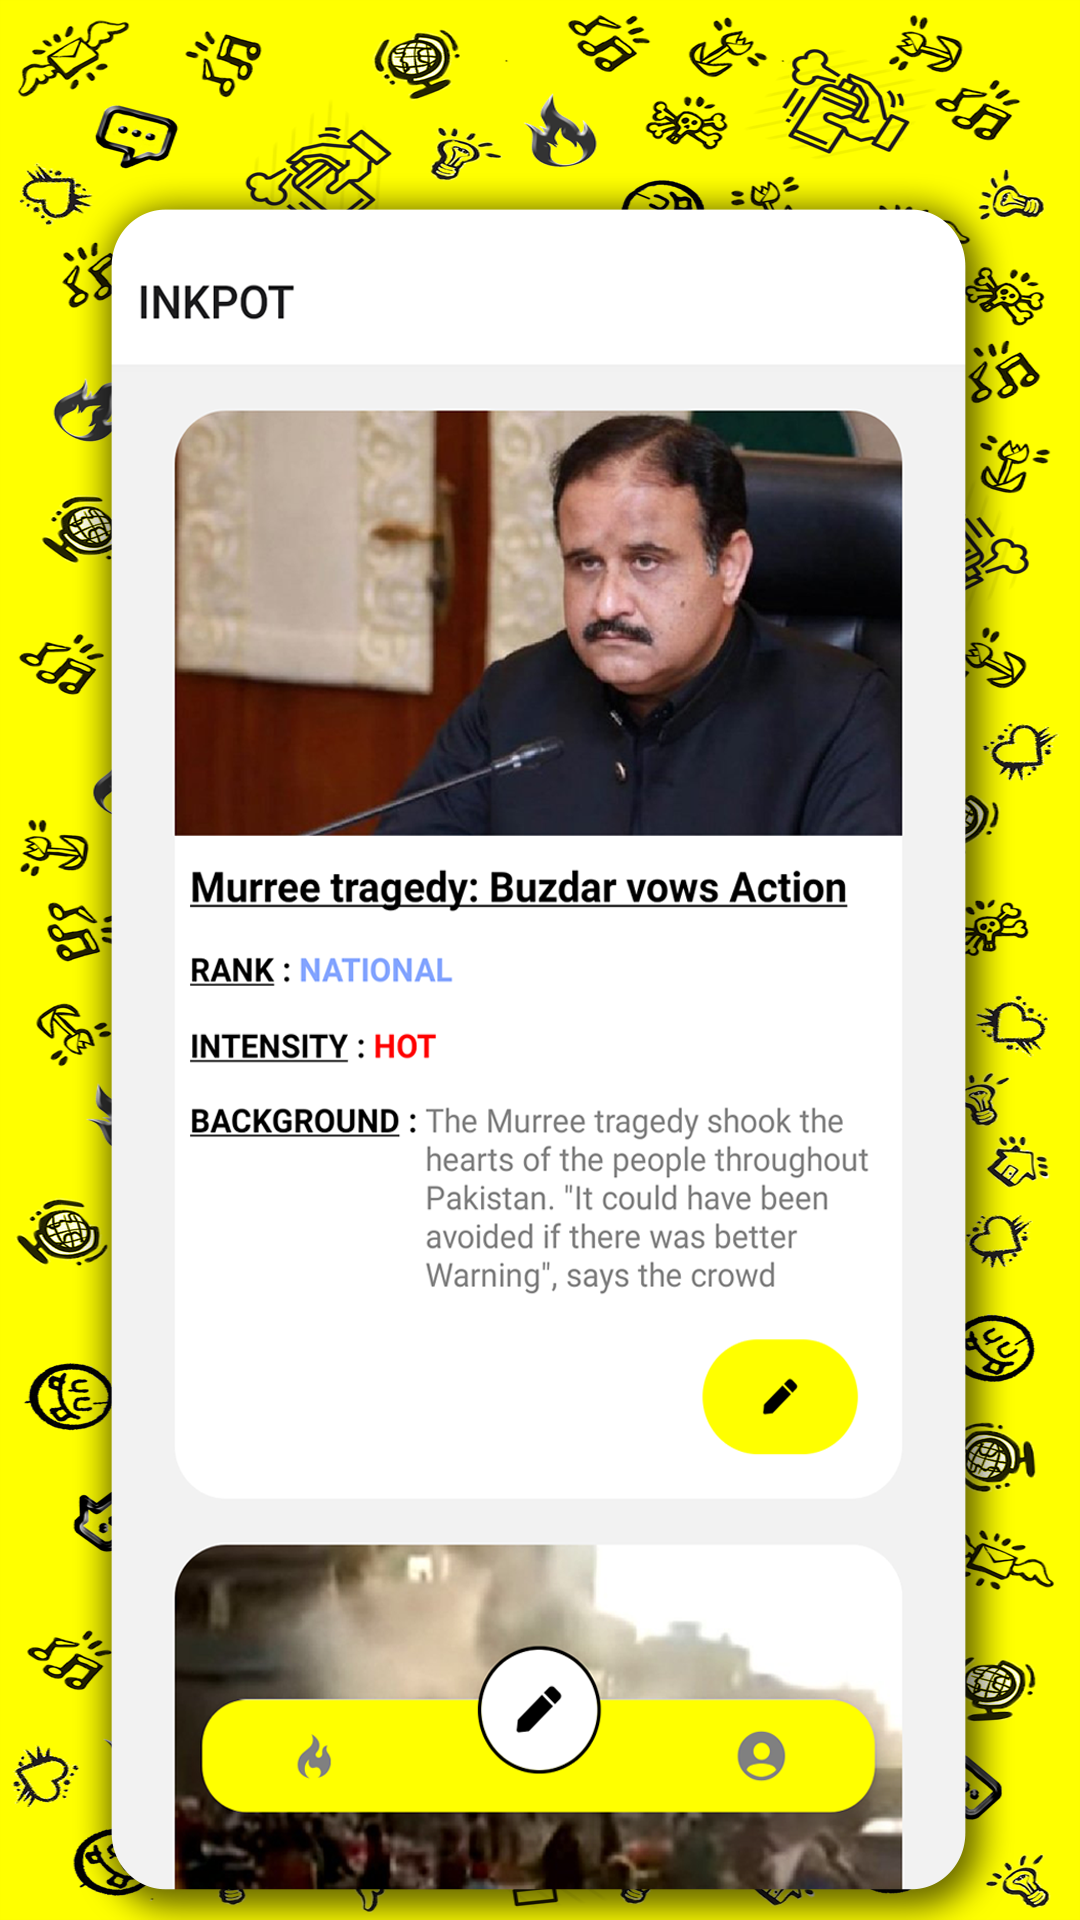 INKPOT
Murree tragedy: Buzdar vows Action
RANK : NATIONAL
INTENSITY : HOT
BACKGROUND : The Murree tragedy shook the
hearts of the people throughout
Pakistan. "It could have been
avoided if there was better
Warning", says the crowd